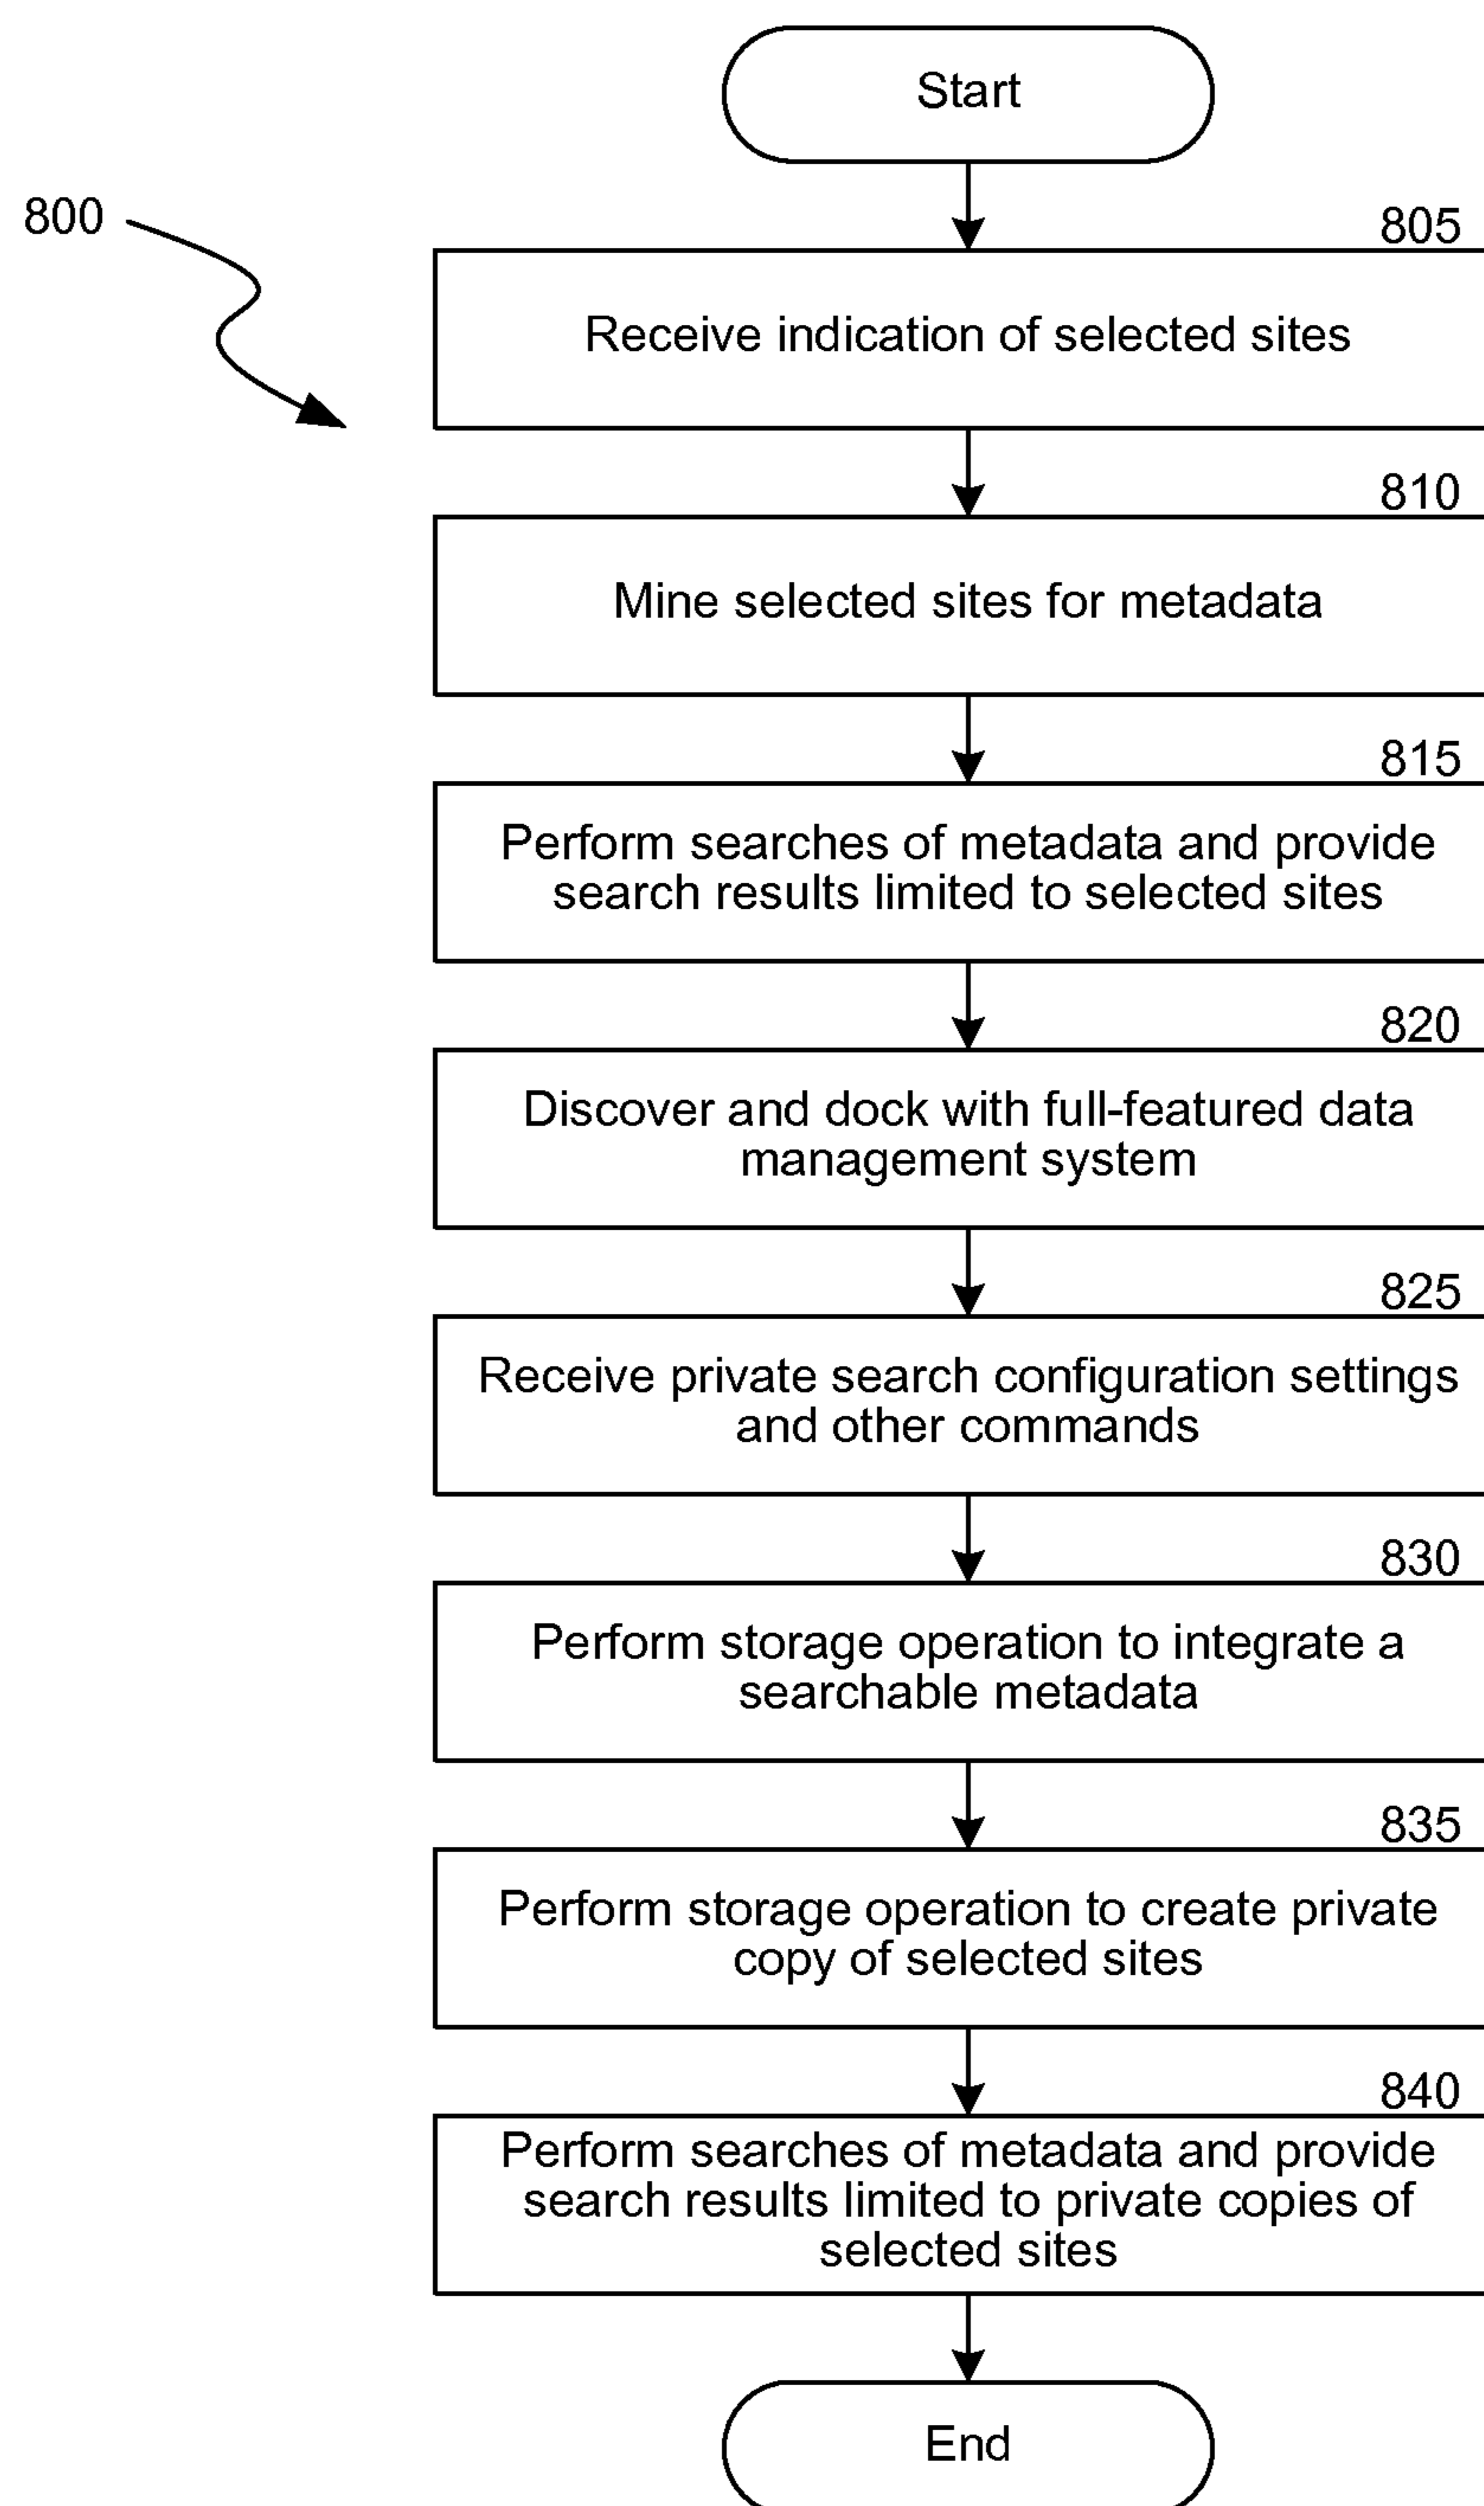 Start
800
805
Receive indication of selected sites
810
Mine selected sites for metadata
815
Perform searches of metadata and provide
search results limited to selected sites
820
Discover and dock with full-featured data
management system
825
Receive private search configuration settings
and other commands
830
Perform storage operation to integrate a
searchable metadata
835
Perform storage operation to create private
copy of selected sites
840
Perform searches of metadata and provide
search results limited to private copies of
selected sites
End